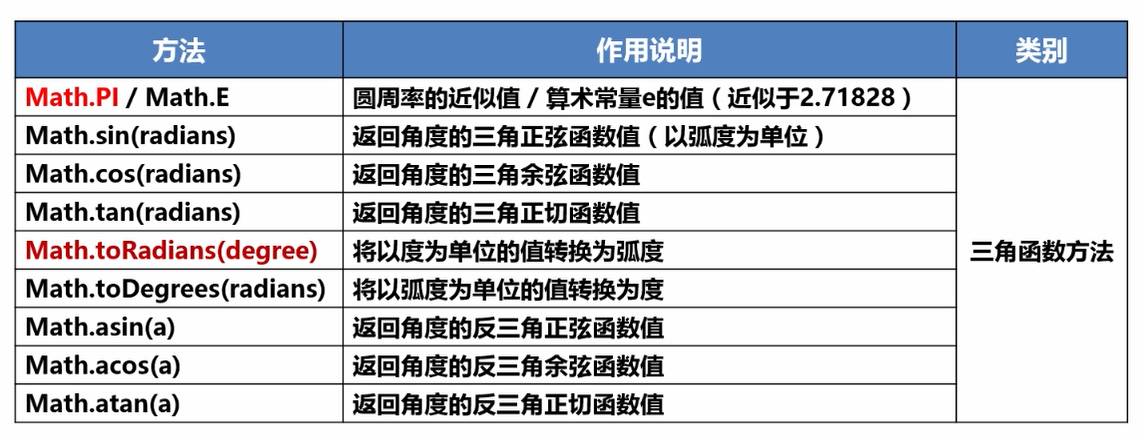 方法 作用说明 类别
Math.PI / Math.E 圆周率的近似值 / 算术常量e的值（近似于2.71828）
Math.sin(radians) 返回角度的三角正弦函数值（以弧度为单位）
Math.cos(radians) 返回角度的三角余弦函数值
Math.tan(radians) 返回角度的三角正切函数值
Math.toRadians(degree) 将以度为单位的值转换为弧度 三角函数方法
Math.toDegrees(radians) 将以弧度为单位的值转换为度
Math.asin(a) 返回角度的反三角正弦函数值
Math.acos(a) 返回角度的反三角余弦函数值
Math.atan(a) 返回角度的反三角正切函数值